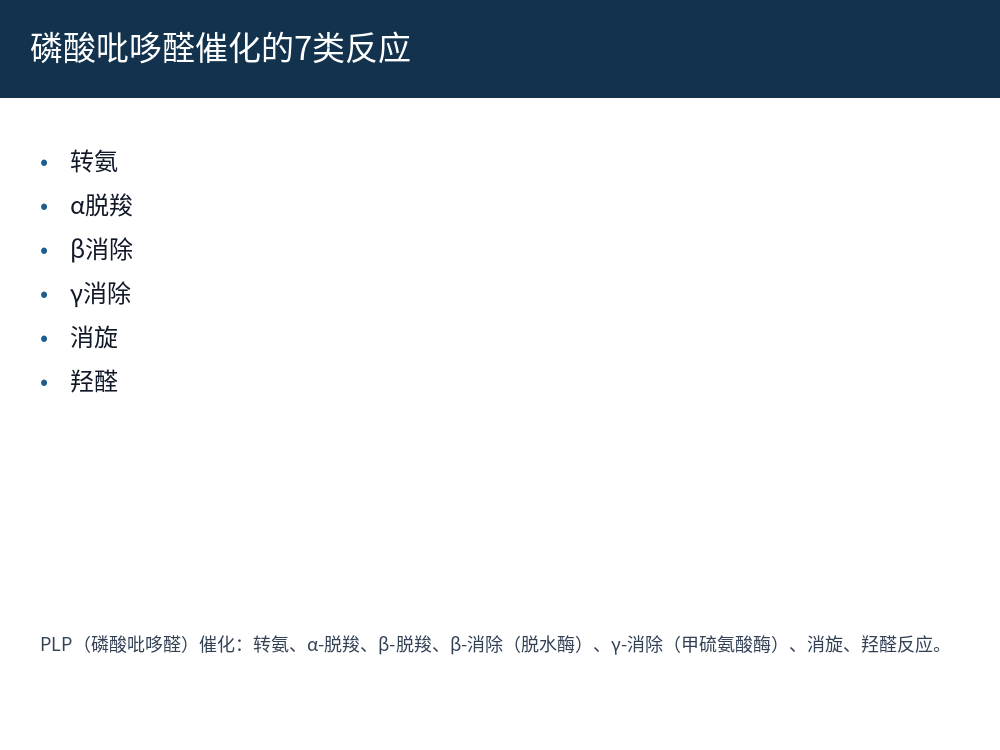 磷酸吡哆醛催化的7类反应
• 转氨
• α脱羧
• β消除
• γ消除
• 消旋
• 羟醛
PLP（磷酸吡哆醛）催化：转氨、α-脱羧、β-脱羧、β-消除（脱水酶）、γ-消除（甲硫氨酸酶）、消旋、羟醛反应。